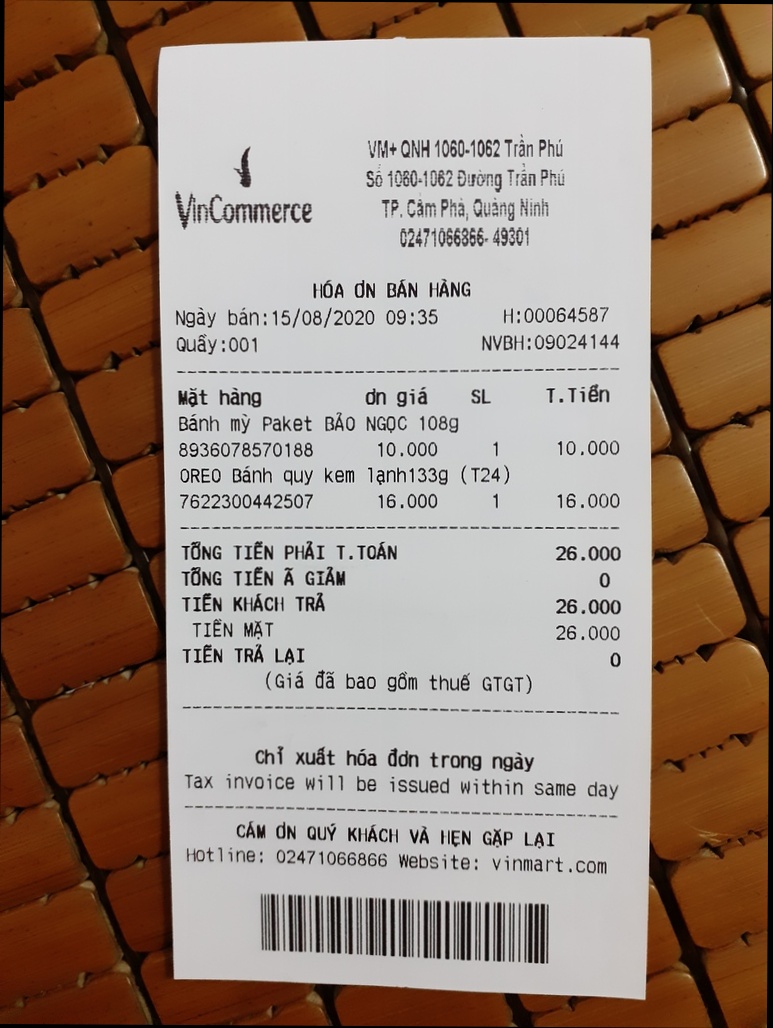 VinCommerce
VM+ QNH 1060-1062 Trần Phú
Số 1060-1062 Đường Trần Phú
TP. Cẩm Phả, Quảng Ninh
02471066866- 49301
HÓA ƠN BÁN HÀNG
Ngày bán:15/08/2020 09:35 H:00064587
Quầy:001 NVBH:09024144
Mặt hàng ơn giá SL T.Tiền
Bánh mỳ Paket BẢO NGỌC 108g
8936078570188 10.000 1 10.000
OREO Bánh quy kem lạnh133g (T24)
7622300442507 16.000 1 16.000
TỔNG TIỀN PHẢI T.TOÁN 26.000
TỔNG TIỀN Ã GIẢM 0
TIỀN KHÁCH TRẢ 26.000
TIỀN MẶT 26.000
TIỀN TRẢ LẠI 0
(Giá đã bao gồm thuế GTGT)
Chỉ xuất hóa đơn trong ngày
Tax invoice will be issued within same day
CẢM ƠN QUÝ KHÁCH VÀ HẸN GẶP LẠI
Hotline: 02471066866 Website: vinmart.com